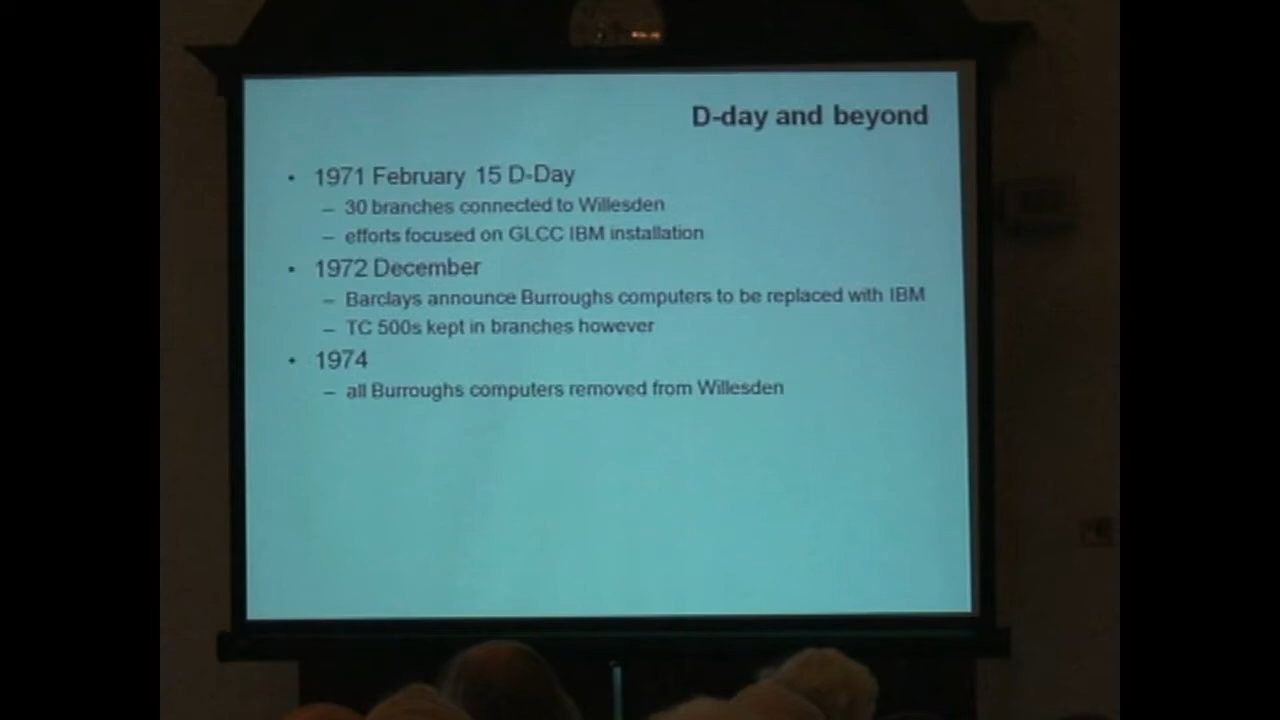 D-day and beyond
• 1971 February 15 D-Day
– 30 branches connected to Willesden
– efforts focused on GLCC IBM installation
• 1972 December
– Barclays announce Burroughs computers to be replaced with IBM
– TC 500s kept in branches however
• 1974
– all Burroughs computers removed from Willesden